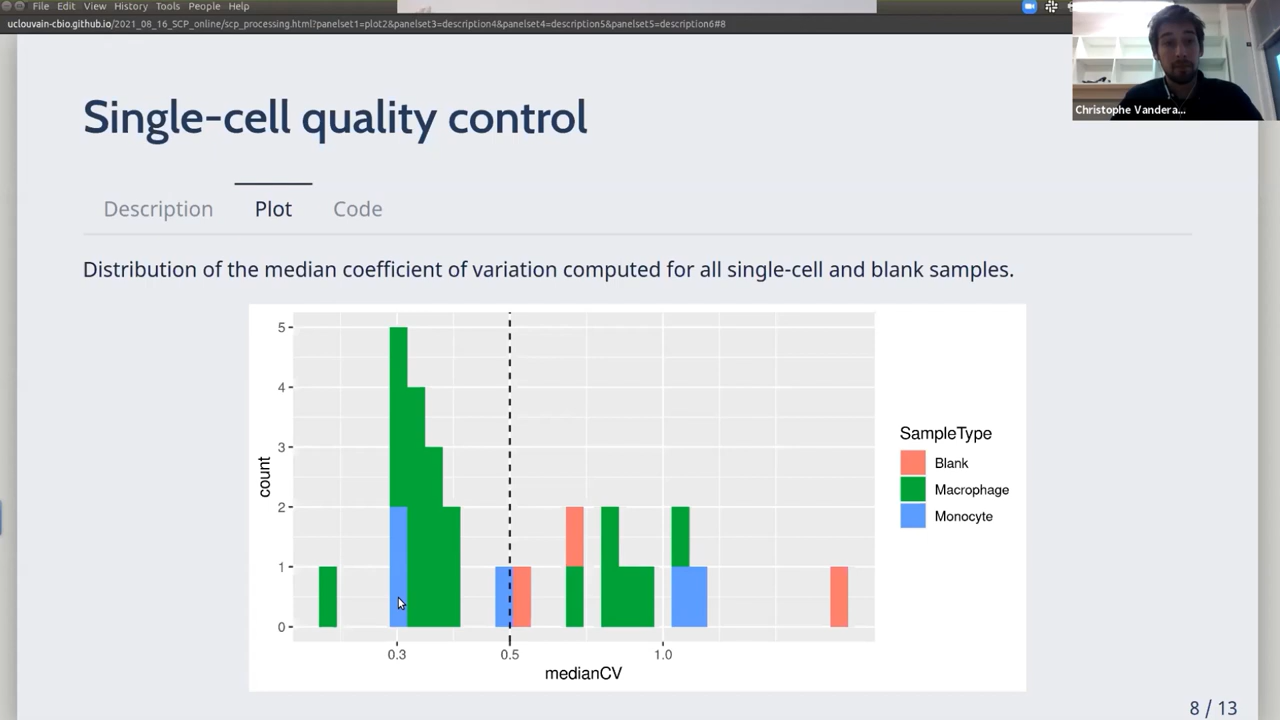 File Edit View History Tools People Help
uclouvain-cbio.github.io/2021_08_16_SCP_online/scp_processing.html?panelset1=plot2&panelset3=description4&panelset4=description5&panelset5=description6#8
Christophe Vandera...
Single-cell quality control
Description Plot Code
Distribution of the median coefficient of variation computed for all single-cell and blank samples.
5
4
3
2
1
0
count
0.3 0.5 1.0
medianCV
SampleType
Blank
Macrophage
Monocyte
8 / 13